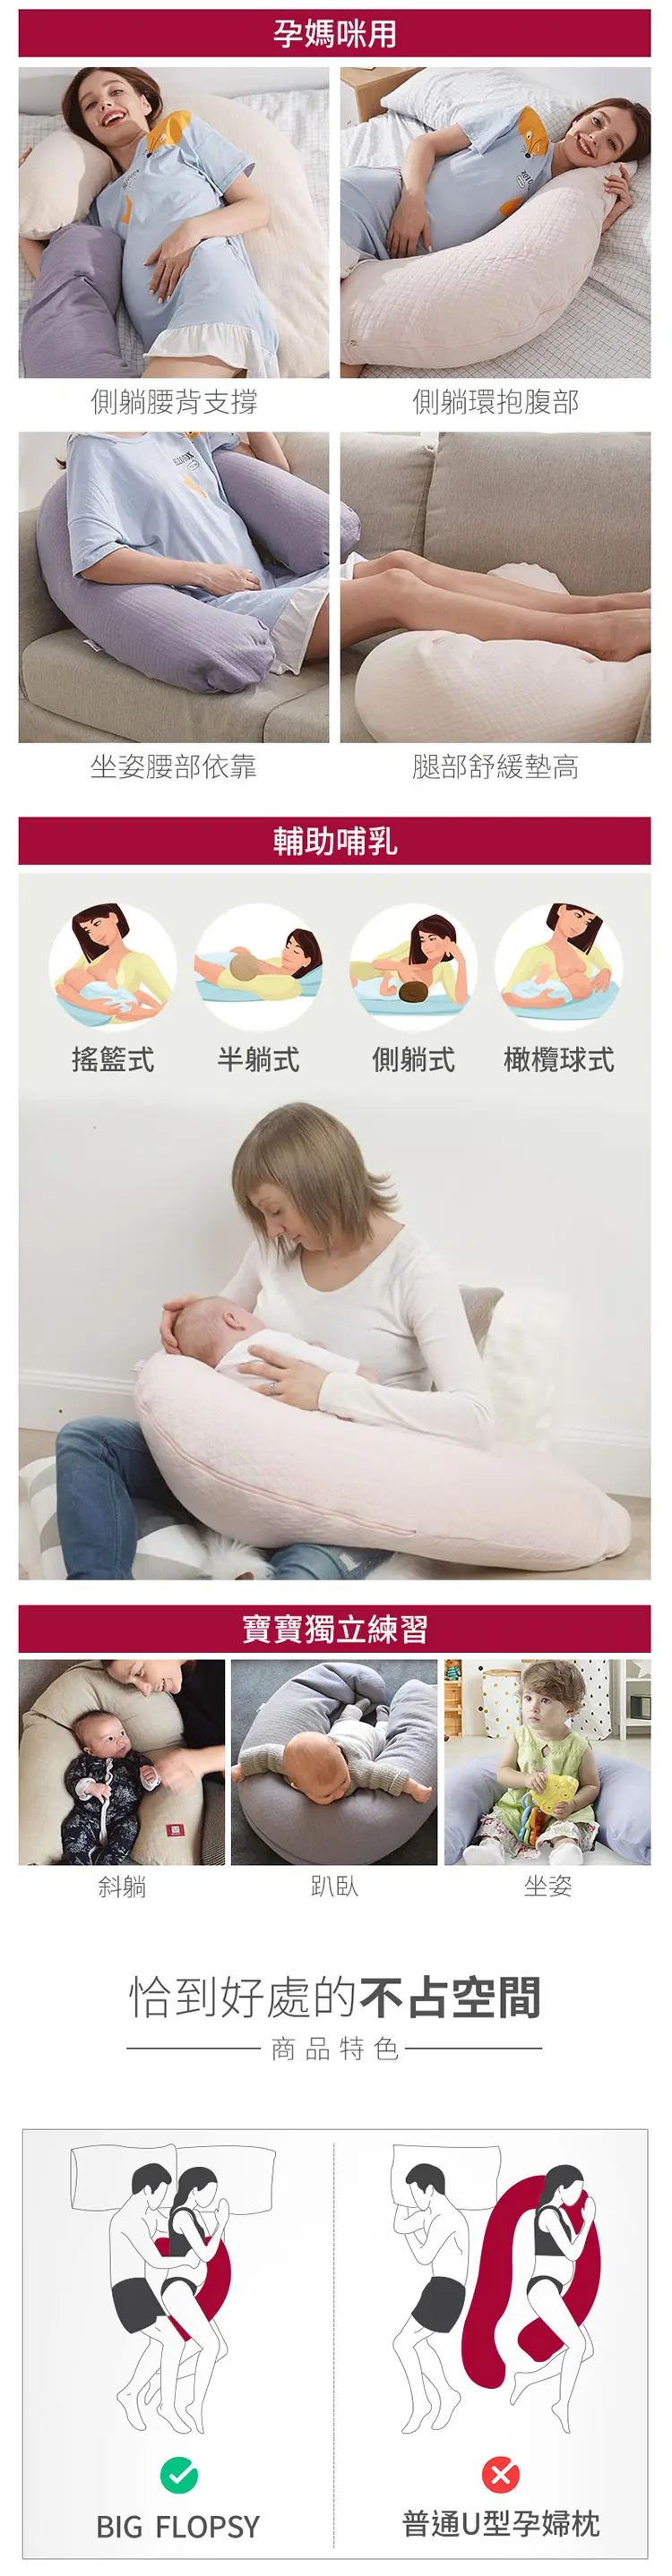 孕媽咪用
側躺腰背支撐
側躺環抱腹部
坐姿腰部依靠
腿部舒緩墊高
輔助哺乳
搖籃式
半躺式
側躺式
橄欖球式
寶寶獨立練習
斜躺
趴臥
坐姿
恰到好處的不占空間
商品特色
BIG FLOPSY
普通U型孕婦枕